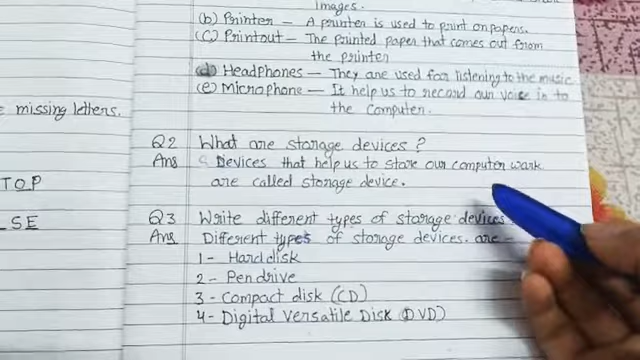 Images.
(b) Printer — A printer is used to print on papers.
(c) Printout — The printed paper that comes out from
the printer
(d) Headphones — They are used for listening to the music
(e) Microphone — It help us to record our voice in to
the computer.
e missing letters.
TOP
LSE
Q2 What are storage devices?
Ans Devices that help us to store our computer work
are called storage device.
Q3 Write different types of storage devices
Ans Different types of storage devices. are -
1- Hard disk
2- Pen drive
3- Compact disk (CD)
4- Digital Versatile Disk (DVD)